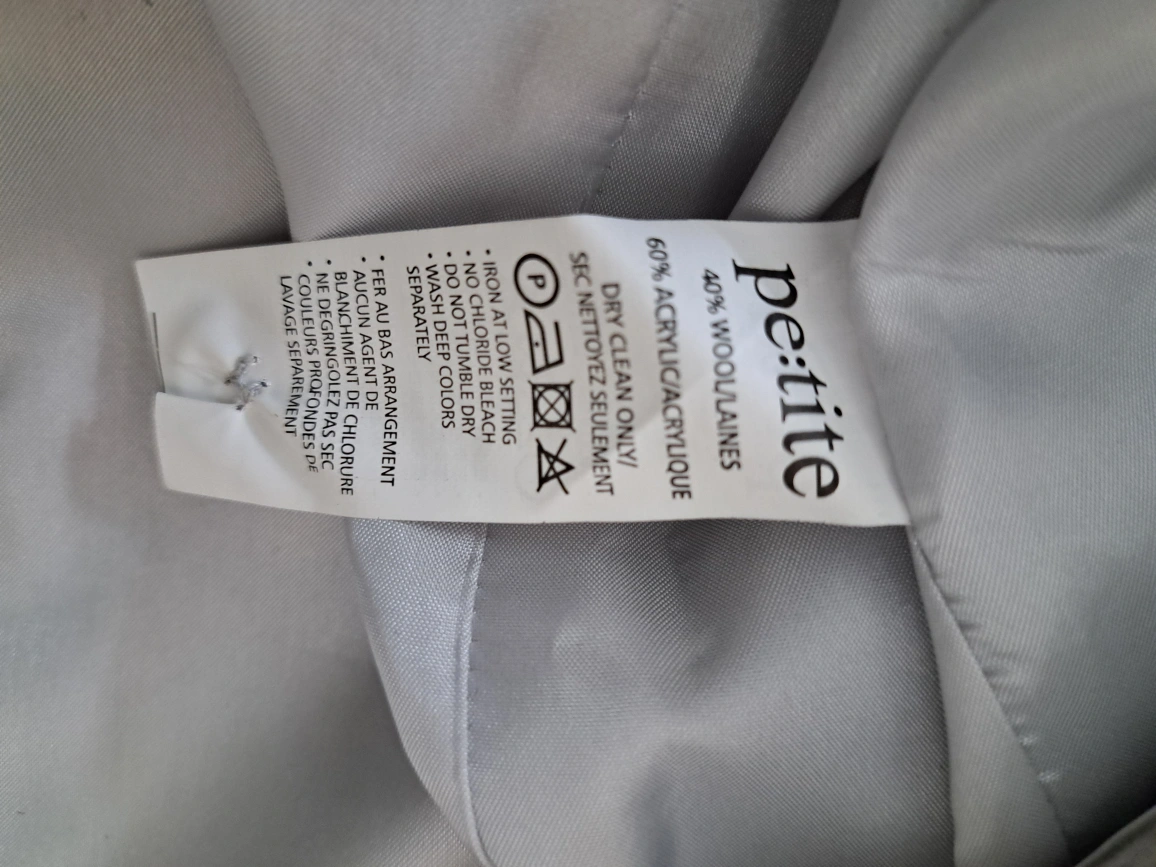 pe:tite
40% WOOL/LAINES
60% ACRYLIC/ACRYLIQUE
DRY CLEAN ONLY/
SEC NETTOYEZ SEULEMENT
P
• IRON AT LOW SETTING
• NO CHLORIDE BLEACH
• DO NOT TUMBLE DRY
• WASH DEEP COLORS
SEPARATELY
• FER AU BAS ARRANGEMENT
• AUCUN AGENT DE
BLANCHIMENT DE CHLORURE
• NE DEGRINGOLEZ PAS SEC
• COULEURS PROFONDES DE
LAVAGE SEPAREMENT